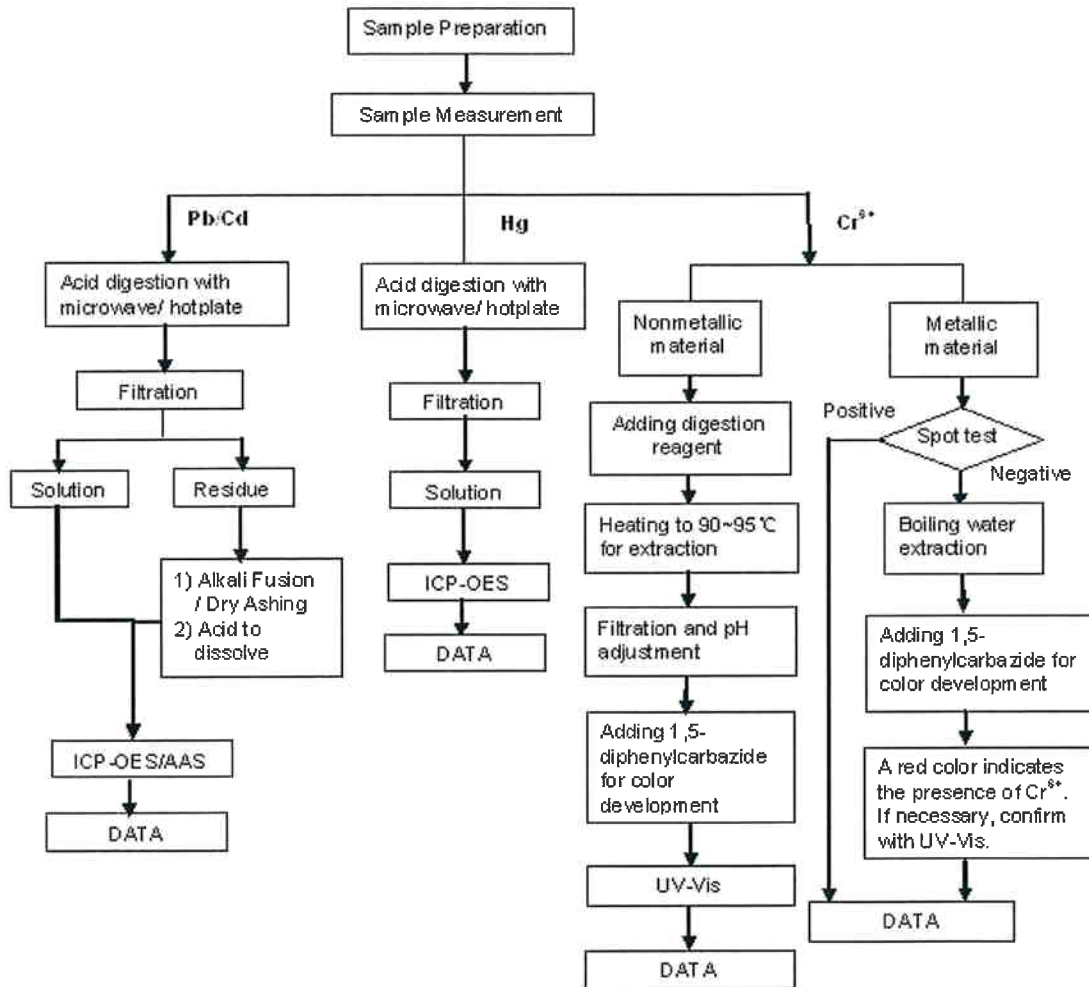 Sample Preparation
Sample Measurement
Pb/Cd
Hg
Cr⁶⁺
Acid digestion with
microwave/ hotplate
Filtration
Solution
Residue
1) Alkali Fusion
/ Dry Ashing
2) Acid to
dissolve
ICP-OES/AAS
DATA
Acid digestion with
microwave/ hotplate
Filtration
Solution
ICP-OES
DATA
Nonmetallic
material
Adding digestion
reagent
Heating to 90~95℃
for extraction
Filtration and pH
adjustment
Adding 1,5-
diphenylcarbazide
for color
development
UV-Vis
DATA
Metallic
material
Positive
Spot test
Negative
Boiling water
extraction
Adding 1,5-
diphenylcarbazide for
color development
A red color indicates
the presence of Cr⁶⁺.
If necessary, confirm
with UV-Vis.
DATA